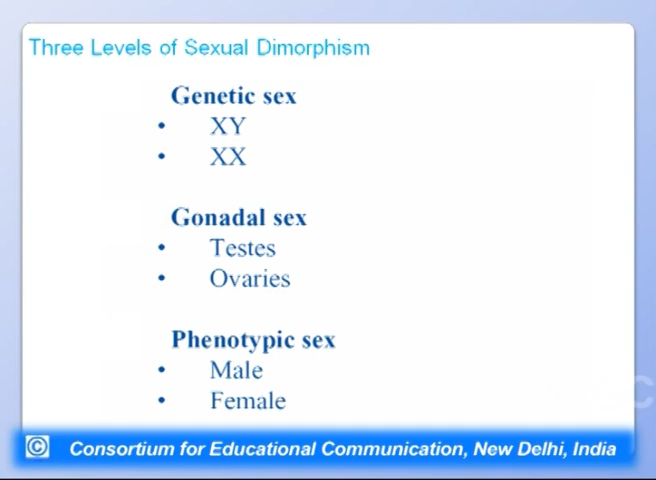 Three Levels of Sexual Dimorphism
Genetic sex
• XY
• XX
Gonadal sex
• Testes
• Ovaries
Phenotypic sex
• Male
• Female
© Consortium for Educational Communication, New Delhi, India